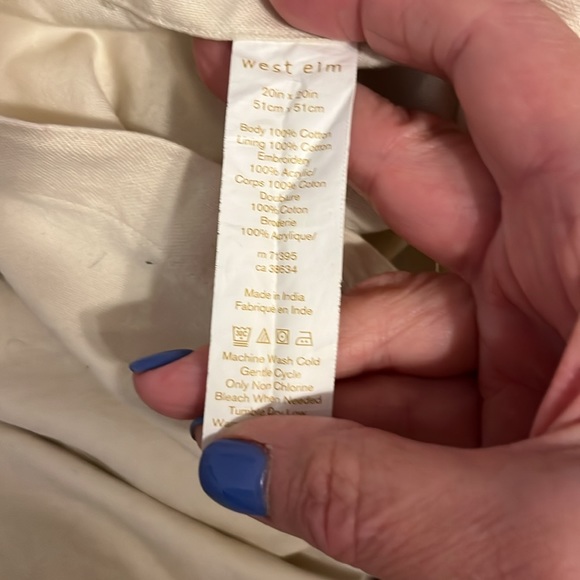 west elm
20in x 20in
51cm x 51cm
Body 100% Cotton
Lining 100% Cotton
Embroidery
100% Acrylic/
Corps 100% Coton
Doublure
100% Coton
Broderie
100% Acrylique/
m 71395
ca 38634
Made in India
Fabriqué en Inde
30C
Machine Wash Cold
Gentle Cycle
Only Non Chlorine
Bleach When Needed
Tumble Dry Low